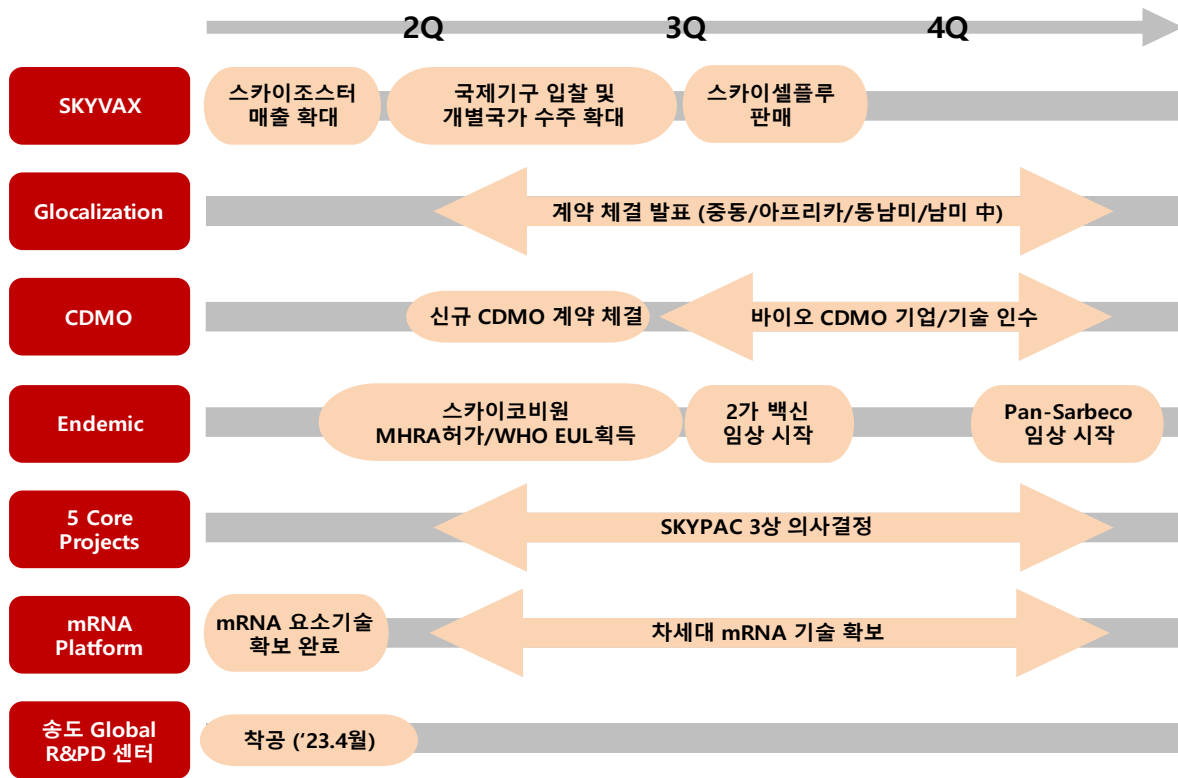 2Q 3Q 4Q
SKYVAX
스카이조스터
매출 확대
국제기구 입찰 및
개별국가 수주 확대
스카이셀플루
판매
Glocalization
계약 체결 발표 (중동/아프리카/동남미/남미 中)
CDMO
신규 CDMO 계약 체결
바이오 CDMO 기업/기술 인수
Endemic
스카이코비원
MHRA허가/WHO EUL획득
2가 백신
임상 시작
Pan-Sarbeco
임상 시작
5 Core
Projects
SKYPAC 3상 의사결정
mRNA
Platform
mRNA 요소기술
확보 완료
차세대 mRNA 기술 확보
송도 Global
R&PD 센터
착공 (’23.4월)